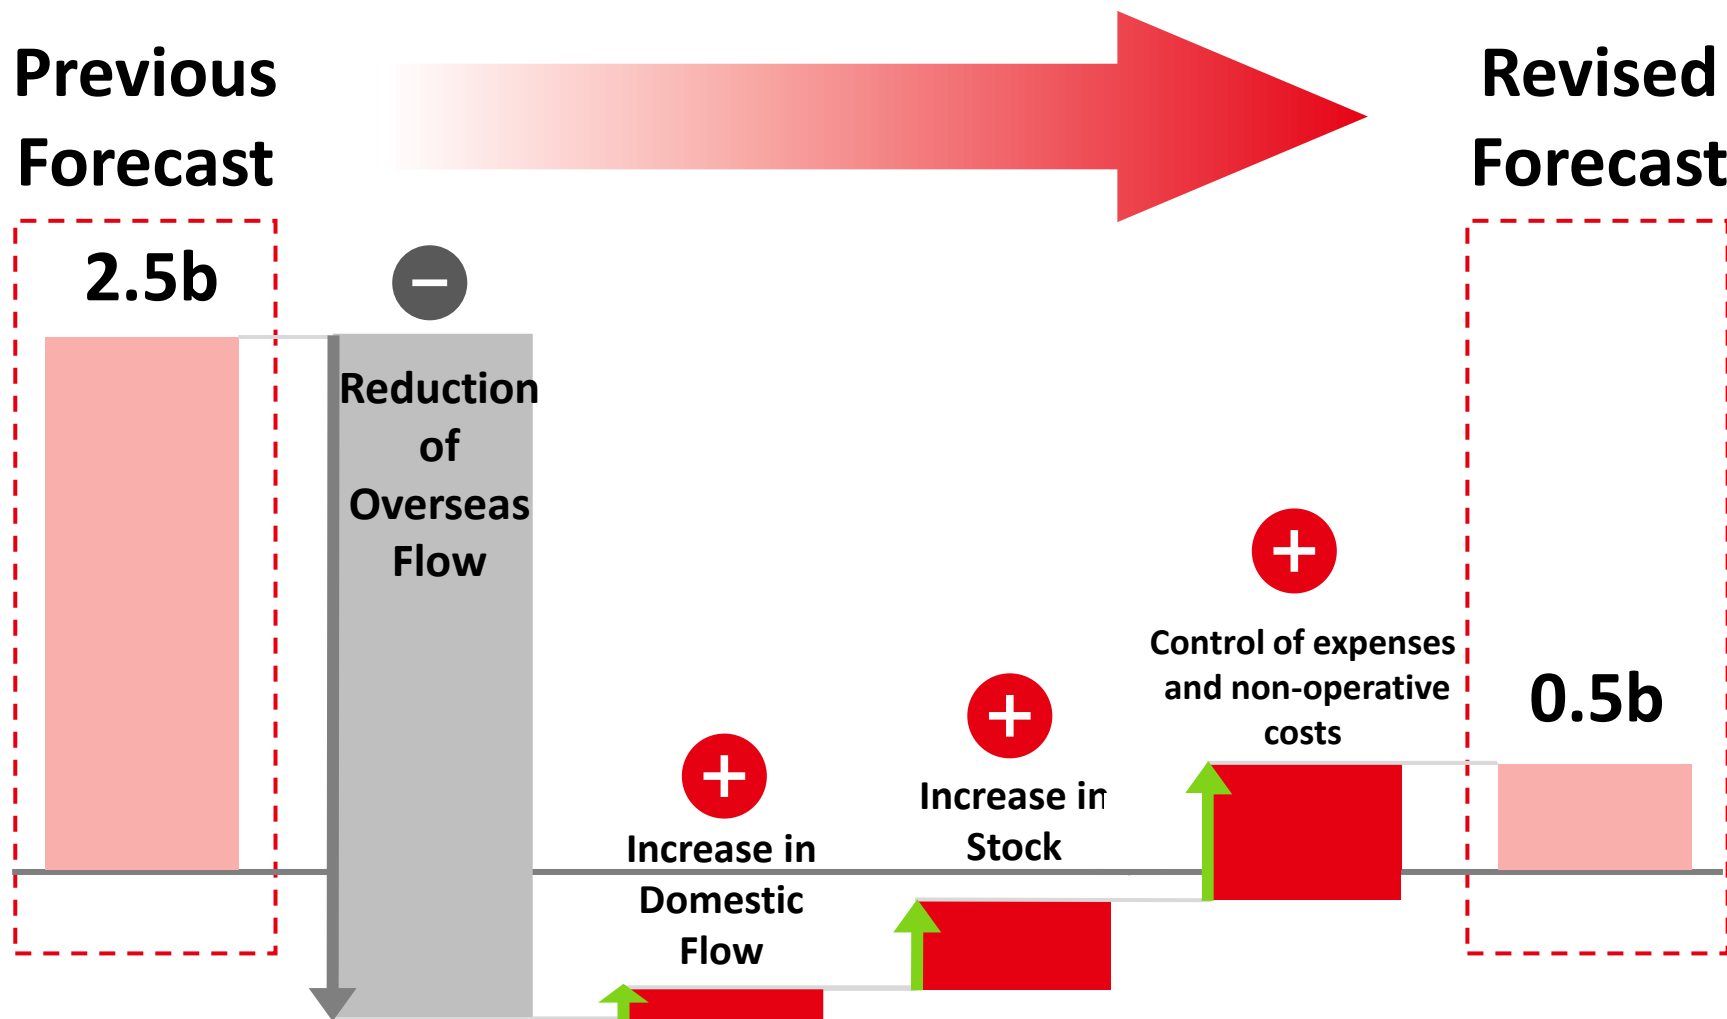 Previous
Forecast
Revised
Forecast
2.5b
−
Reduction
of
Overseas
Flow
+
Increase in
Domestic
Flow
+
Increase in
Stock
+
Control of expenses
and non-operative
costs
0.5b